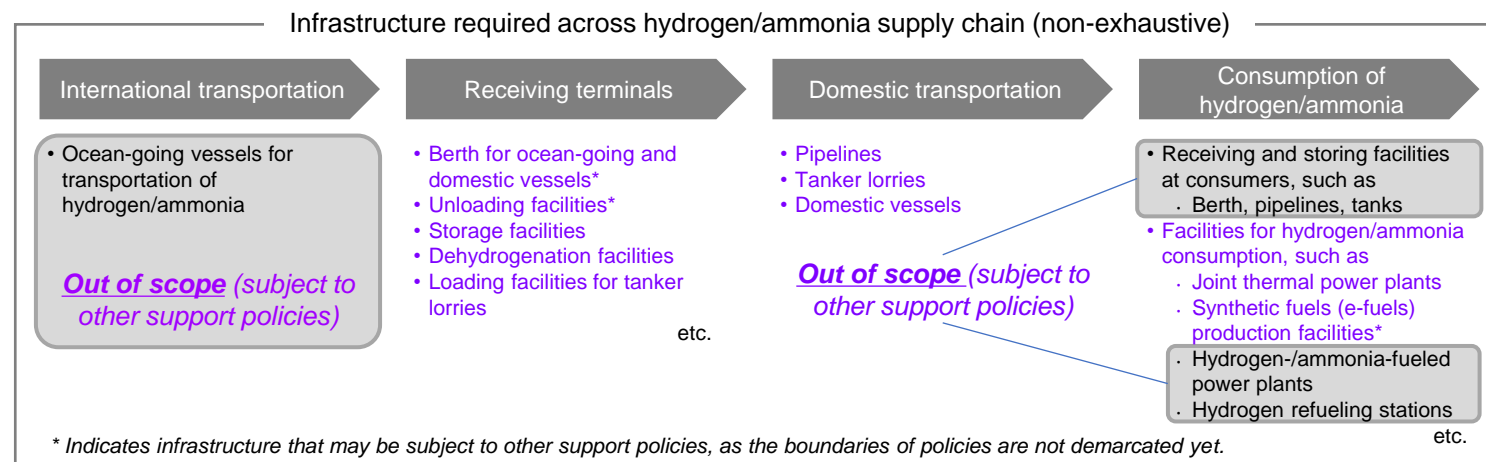 Infrastructure required across hydrogen/ammonia supply chain (non-exhaustive)
International transportation
Receiving terminals
Domestic transportation
Consumption of
hydrogen/ammonia
• Ocean-going vessels for
transportation of
hydrogen/ammonia
Out of scope (subject to
other support policies)
• Berth for ocean-going and
domestic vessels*
• Unloading facilities*
• Storage facilities
• Dehydrogenation facilities
• Loading facilities for tanker
lorries
etc.
• Pipelines
• Tanker lorries
• Domestic vessels
Out of scope (subject to
other support policies)
• Receiving and storing facilities
at consumers, such as
· Berth, pipelines, tanks
• Facilities for hydrogen/ammonia
consumption, such as
· Joint thermal power plants
· Synthetic fuels (e-fuels)
production facilities*
· Hydrogen-/ammonia-fueled
power plants
· Hydrogen refueling stations
etc.
* Indicates infrastructure that may be subject to other support policies, as the boundaries of policies are not demarcated yet.